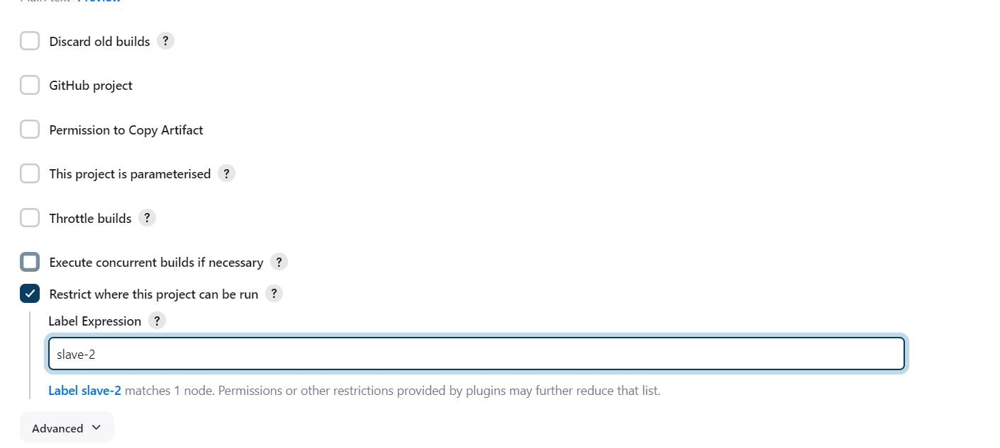 Plain text Preview
Discard old builds ?
GitHub project
Permission to Copy Artifact
This project is parameterised ?
Throttle builds ?
Execute concurrent builds if necessary ?
Restrict where this project can be run ?
Label Expression ?
slave-2
Label slave-2 matches 1 node. Permissions or other restrictions provided by plugins may further reduce that list.
Advanced